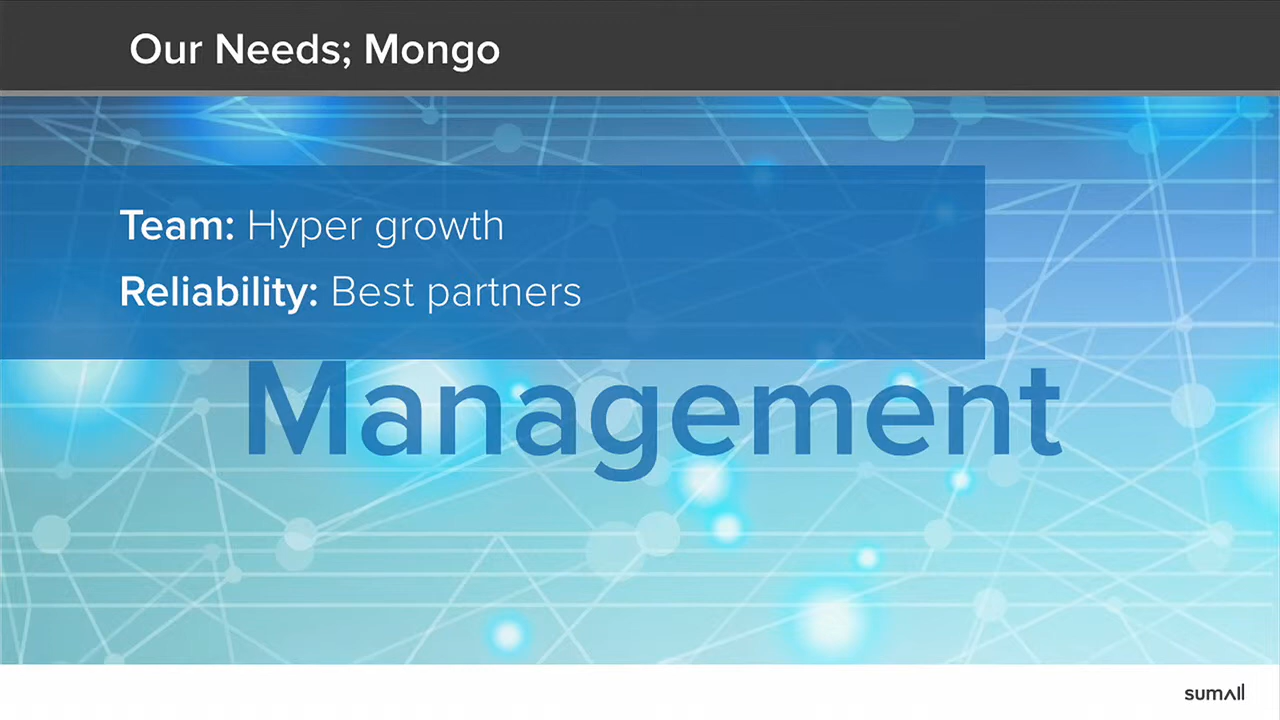 Our Needs; Mongo
Team: Hyper growth
Reliability: Best partners
Management
sumall